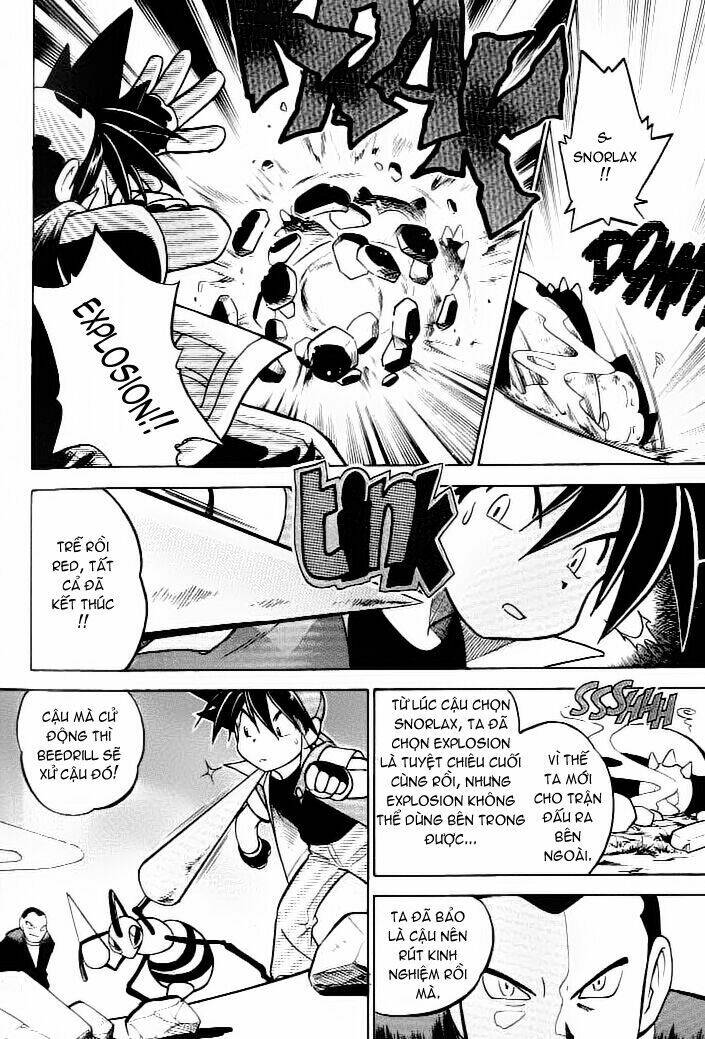 S-
SNORLAX
!!
EXPLOSION!!
tink
TRỄ RỒI
RED, TẤT
CẢ ĐÃ
KẾT THÚC
!!
SSSHHH
VÌ THẾ
TA MỚI
CHO TRẬN
ĐẤU RA
BÊN
NGOÀI.
TỪ LÚC CẬU CHỌN
SNORLAX, TA ĐÃ
CHỌN EXPLOSION
LÀ TUYỆT CHIÊU CUỐI
CÙNG RỒI, NHƯNG
EXPLOSION KHÔNG
THỂ DÙNG BÊN TRONG
ĐƯỢC...
CẬU MÀ CỬ
ĐỘNG THÌ
BEEDRILL SẼ
XỬ CẬU ĐÓ!
TA ĐÃ BẢO
LÀ CẬU NÊN
RÚT KINH
NGHIỆM RỒI
MÀ.